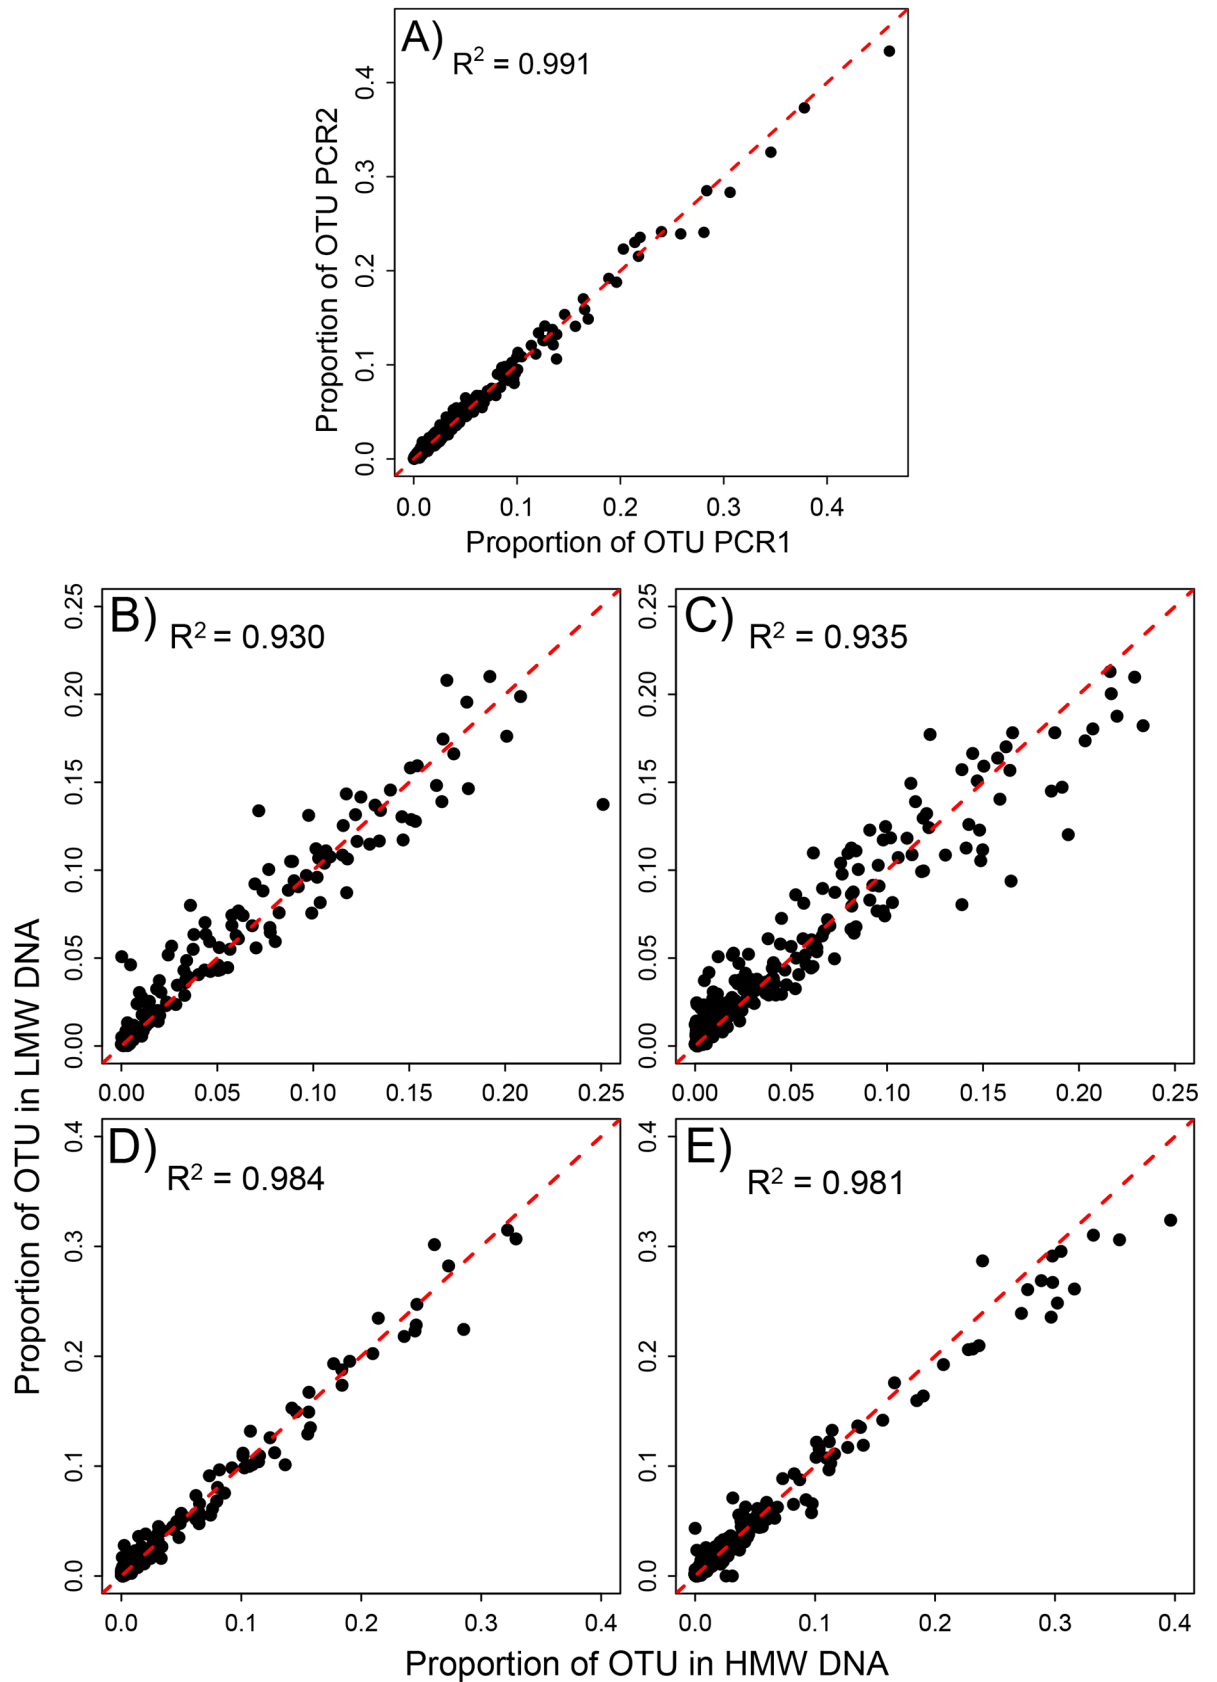 A)
R² = 0.991
Proportion of OTU PCR2
0.4
0.3
0.2
0.1
0.0
0.0 0.1 0.2 0.3 0.4
Proportion of OTU PCR1
B)
R² = 0.930
0.25
0.20
0.15
0.10
0.05
0.00
0.00 0.05 0.10 0.15 0.20 0.25
C)
R² = 0.935
0.25
0.20
0.15
0.10
0.05
0.00
0.00 0.05 0.10 0.15 0.20 0.25
Proportion of OTU in LMW DNA
D)
R² = 0.984
0.4
0.3
0.2
0.1
0.0
0.0 0.1 0.2 0.3 0.4
E)
R² = 0.981
0.4
0.3
0.2
0.1
0.0
0.0 0.1 0.2 0.3 0.4
Proportion of OTU in HMW DNA